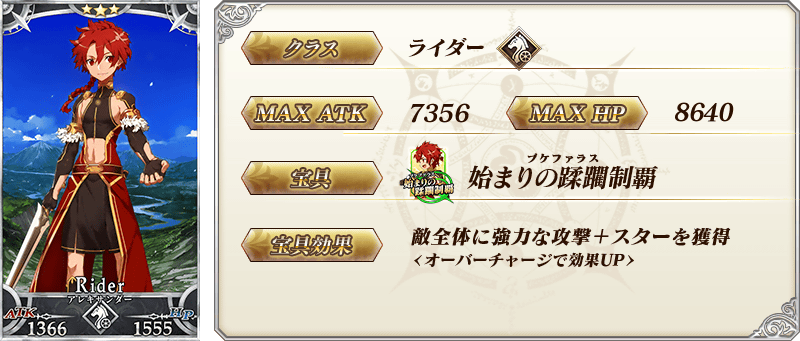 Rider
アレキサンダー
ATK
HP
1366
1555
クラス
ライダー
MAX ATK
7356
MAX HP
8640
宝具
始まりの
蹂躙制覇
ブケファラス
始まりの蹂躙制覇
宝具効果
敵全体に強力な攻撃＋スターを獲得
<オーバーチャージで効果UP>